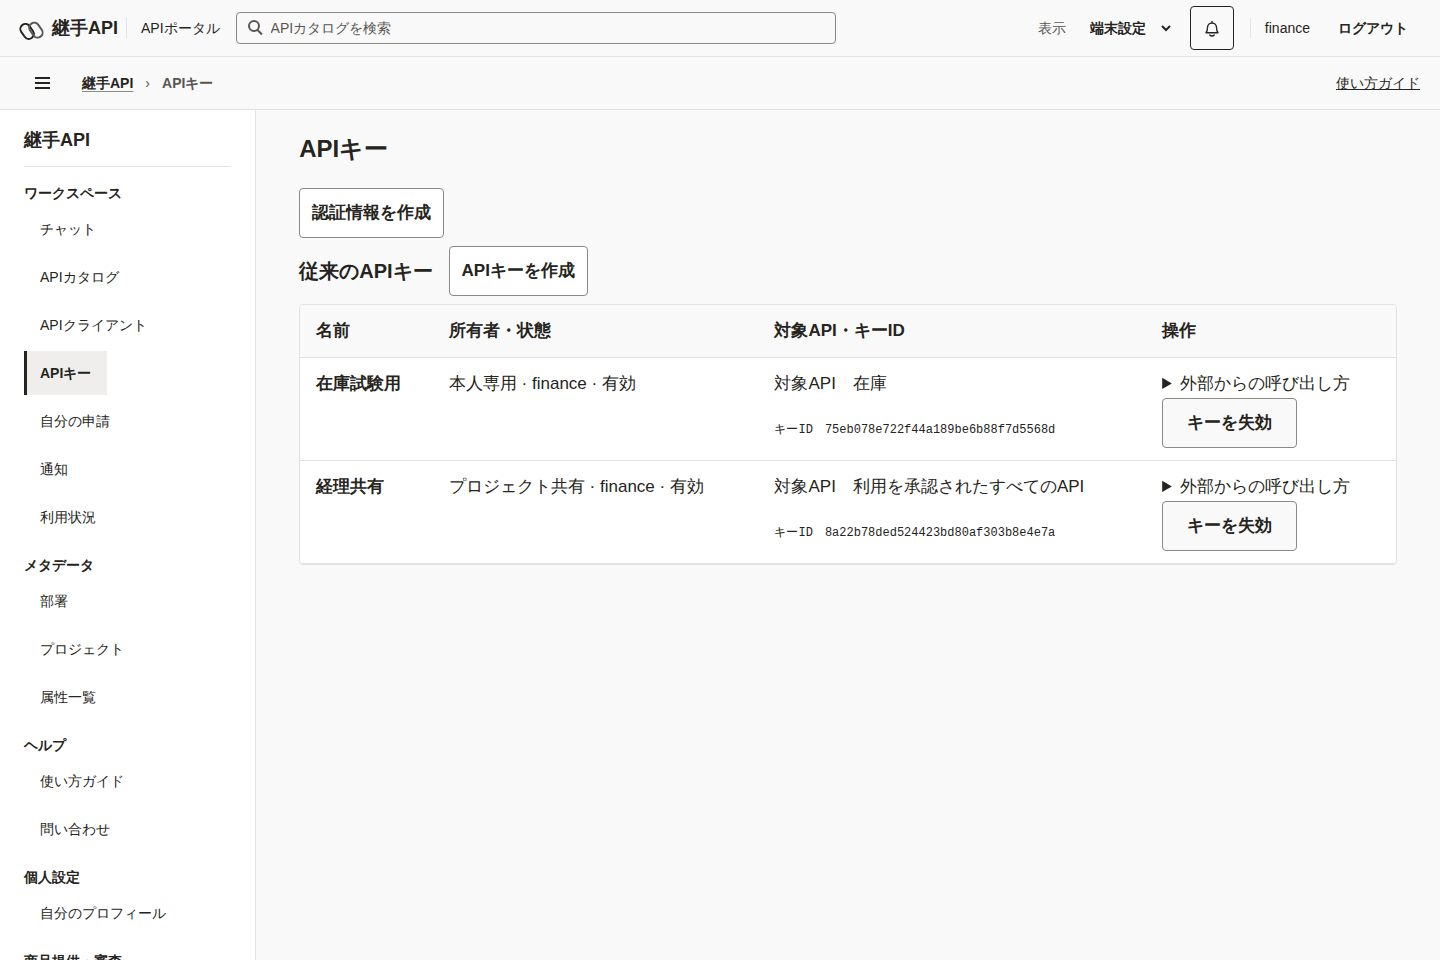 継手API APIポータル APIカタログを検索 表示 端末設定 finance ログアウト
継手API › APIキー 使い方ガイド
継手API
ワークスペース
チャット
APIカタログ
APIクライアント
APIキー
自分の申請
通知
利用状況
メタデータ
部署
プロジェクト
属性一覧
ヘルプ
使い方ガイド
問い合わせ
個人設定
自分のプロフィール
APIキー
認証情報を作成
従来のAPIキー APIキーを作成
名前 所有者・状態 対象API・キーID 操作
在庫試験用 本人専用 · finance · 有効 対象API 在庫 ▶ 外部からの呼び出し方
キーID 75eb078e722f44a189be6b88f7d5568d キーを失効
経理共有 プロジェクト共有 · finance · 有効 対象API 利用を承認されたすべてのAPI ▶ 外部からの呼び出し方
キーID 8a22b78ded524423bd80af303b8e4e7a キーを失効